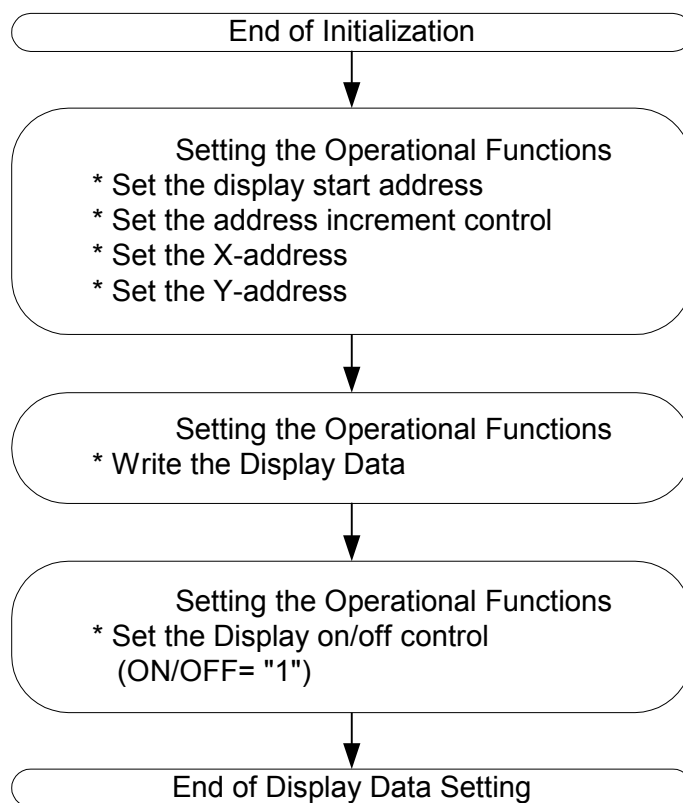 End of Initialization
Setting the Operational Functions
* Set the display start address
* Set the address increment control
* Set the X-address
* Set the Y-address
Setting the Operational Functions
* Write the Display Data
Setting the Operational Functions
* Set the Display on/off control
(ON/OFF= "1")
End of Display Data Setting